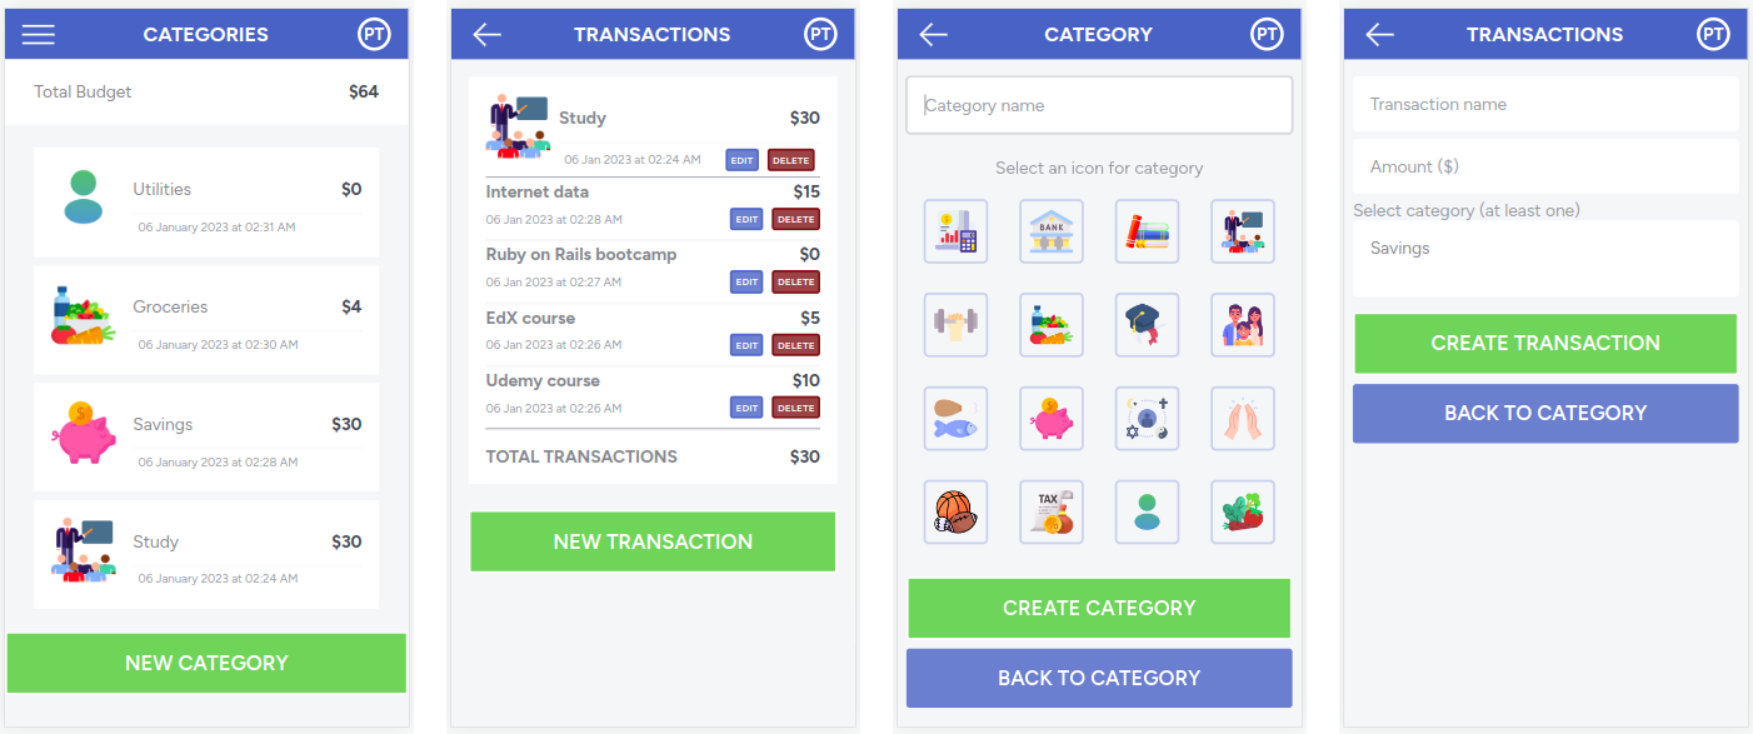 CATEGORIES
PT
Total Budget $64
Utilities $0
06 January 2023 at 02:31 AM
Groceries $4
06 January 2023 at 02:30 AM
Savings $30
06 January 2023 at 02:28 AM
Study $30
06 January 2023 at 02:24 AM
NEW CATEGORY
TRANSACTIONS
PT
Study $30
06 Jan 2023 at 02:24 AM EDIT DELETE
Internet data $15
06 Jan 2023 at 02:28 AM EDIT DELETE
Ruby on Rails bootcamp $0
06 Jan 2023 at 02:27 AM EDIT DELETE
EdX course $5
06 Jan 2023 at 02:26 AM EDIT DELETE
Udemy course $10
06 Jan 2023 at 02:26 AM EDIT DELETE
TOTAL TRANSACTIONS $30
NEW TRANSACTION
CATEGORY
PT
Category name
Select an icon for category
BANK
TAX
CREATE CATEGORY
BACK TO CATEGORY
TRANSACTIONS
PT
Transaction name
Amount ($)
Select category (at least one)
Savings
CREATE TRANSACTION
BACK TO CATEGORY